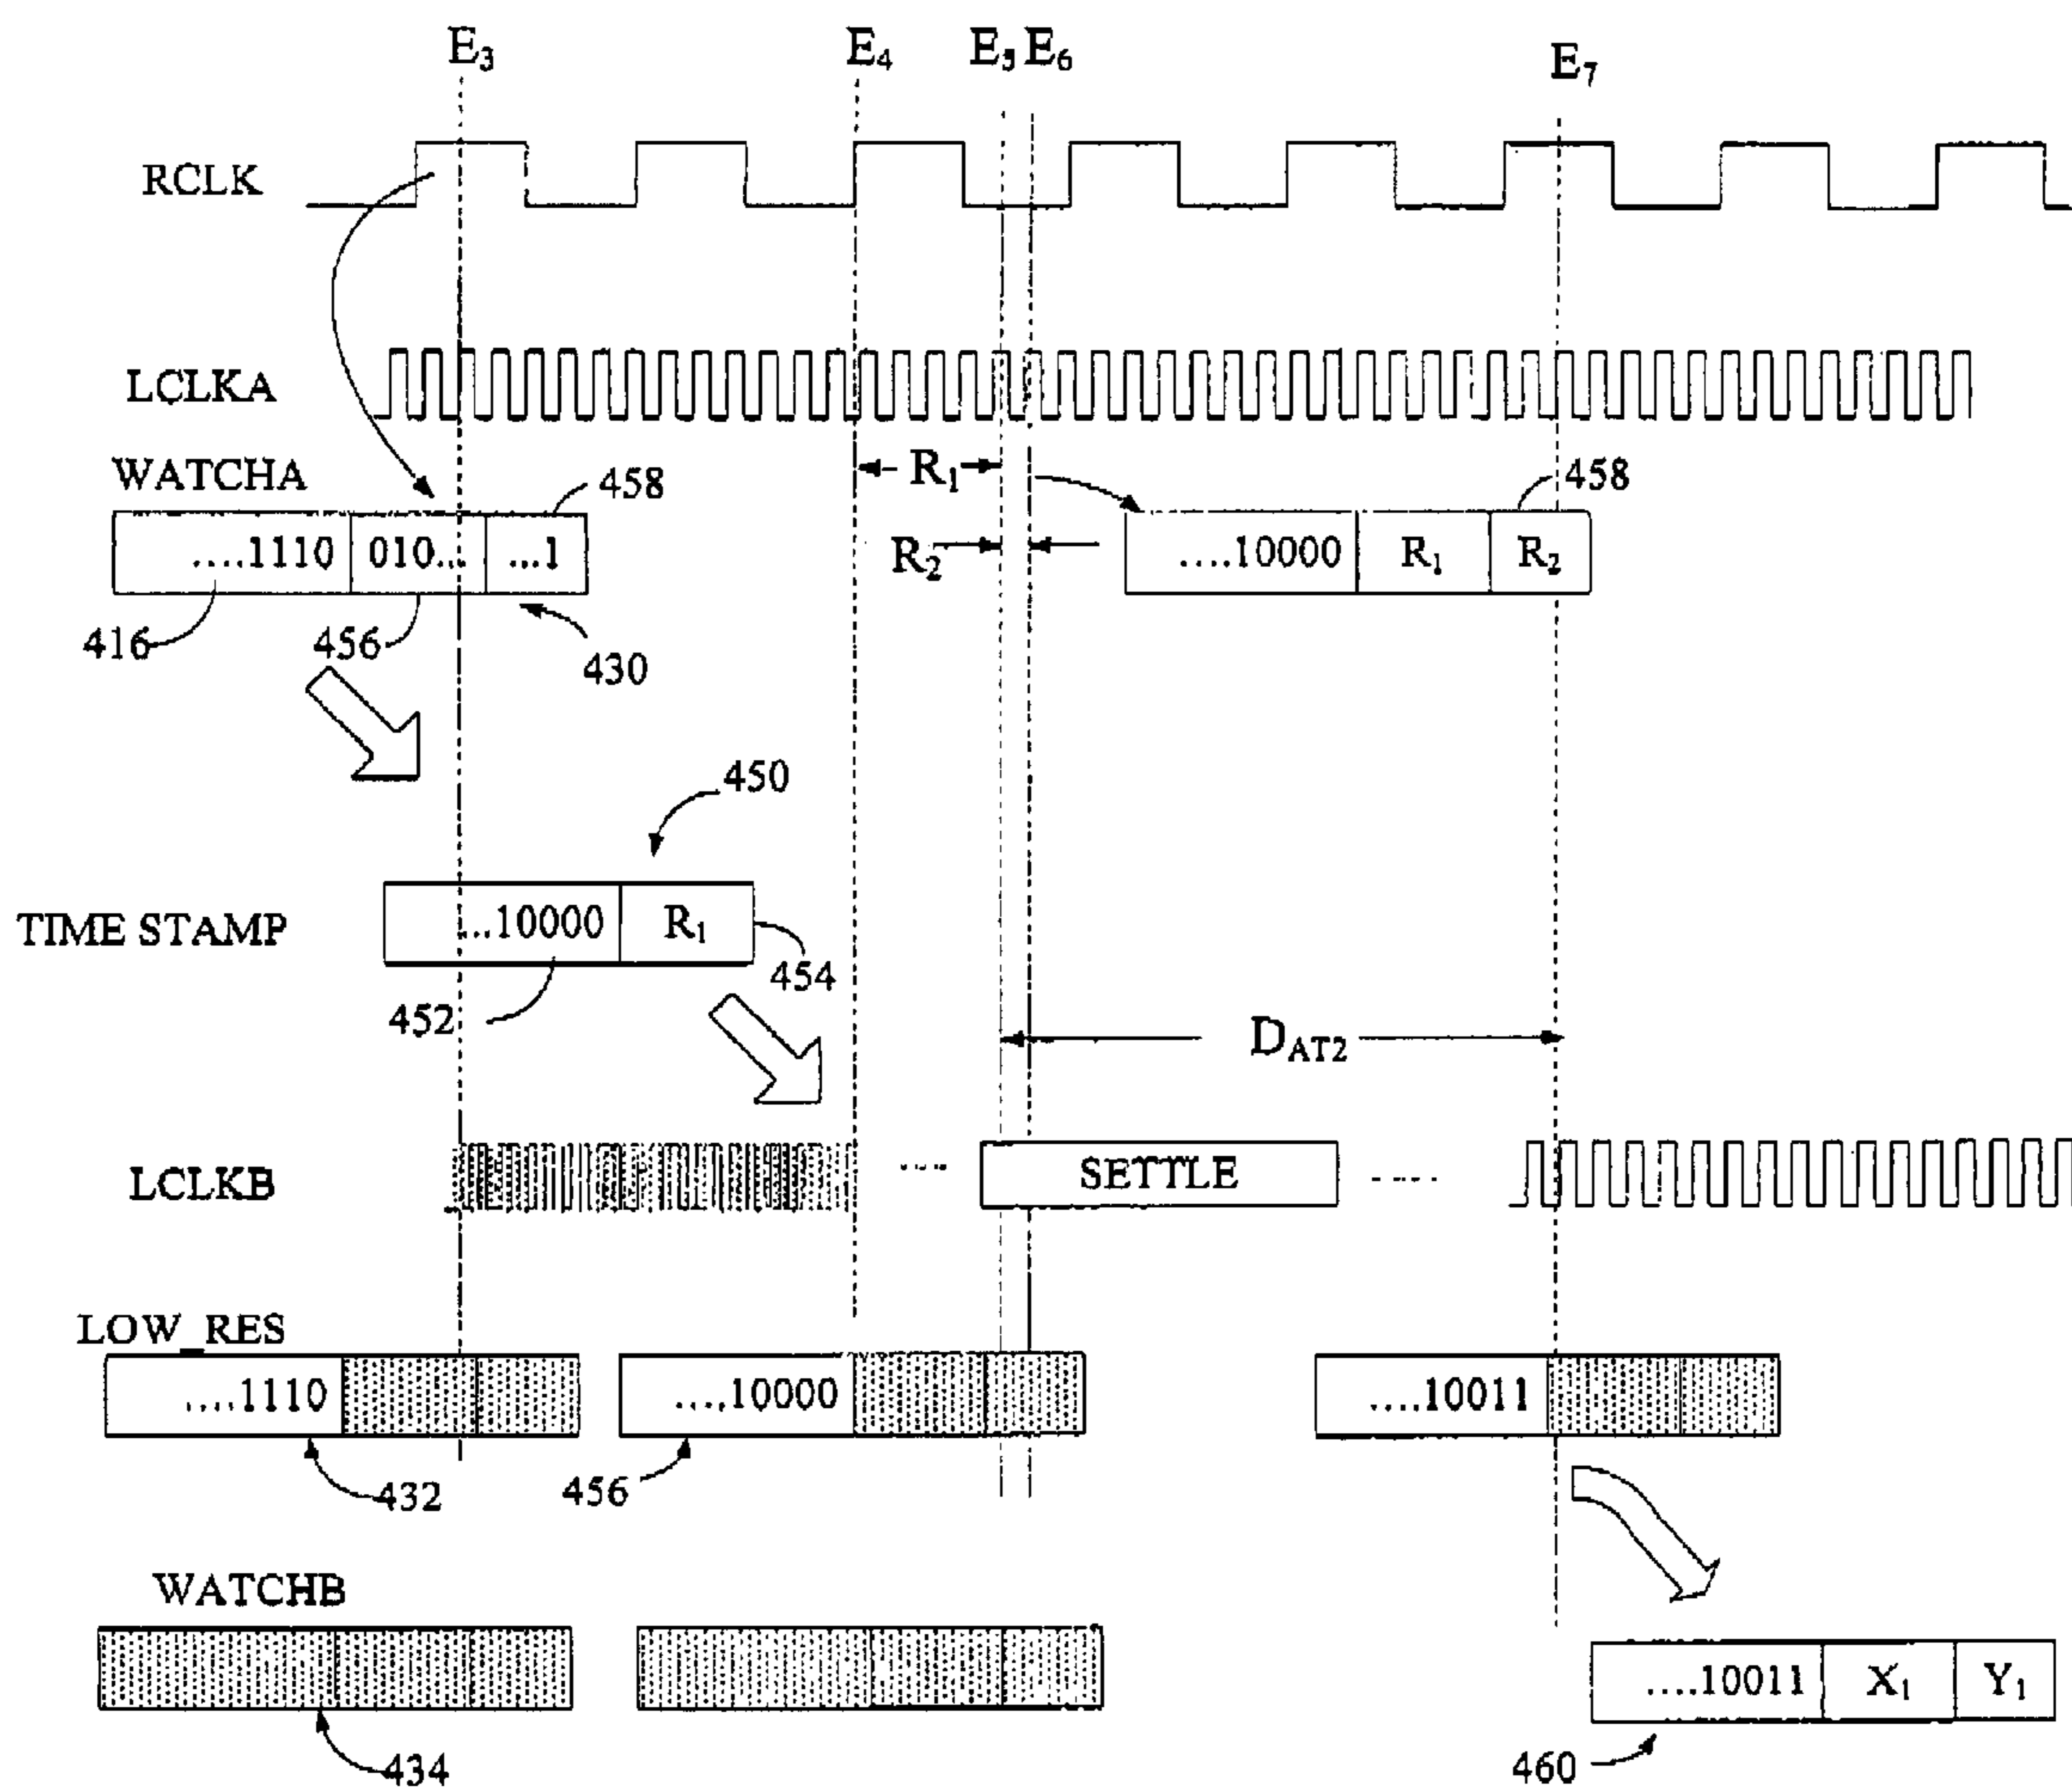 E₃ E₄ E₅ E₆ E₇
RCLK
LCLKA
WATCHA
R₁
458
458
....1110 010... ...1
R₂
....10000 R₁ R₂
416 456 430
450
TIME STAMP
...10000 R₁
454
452
D_AT2
LCLKB
....
SETTLE
....
LOW_RES
....1110
....10000
....10011
432
456
WATCHB
....10011 X₁ Y₁
434
460